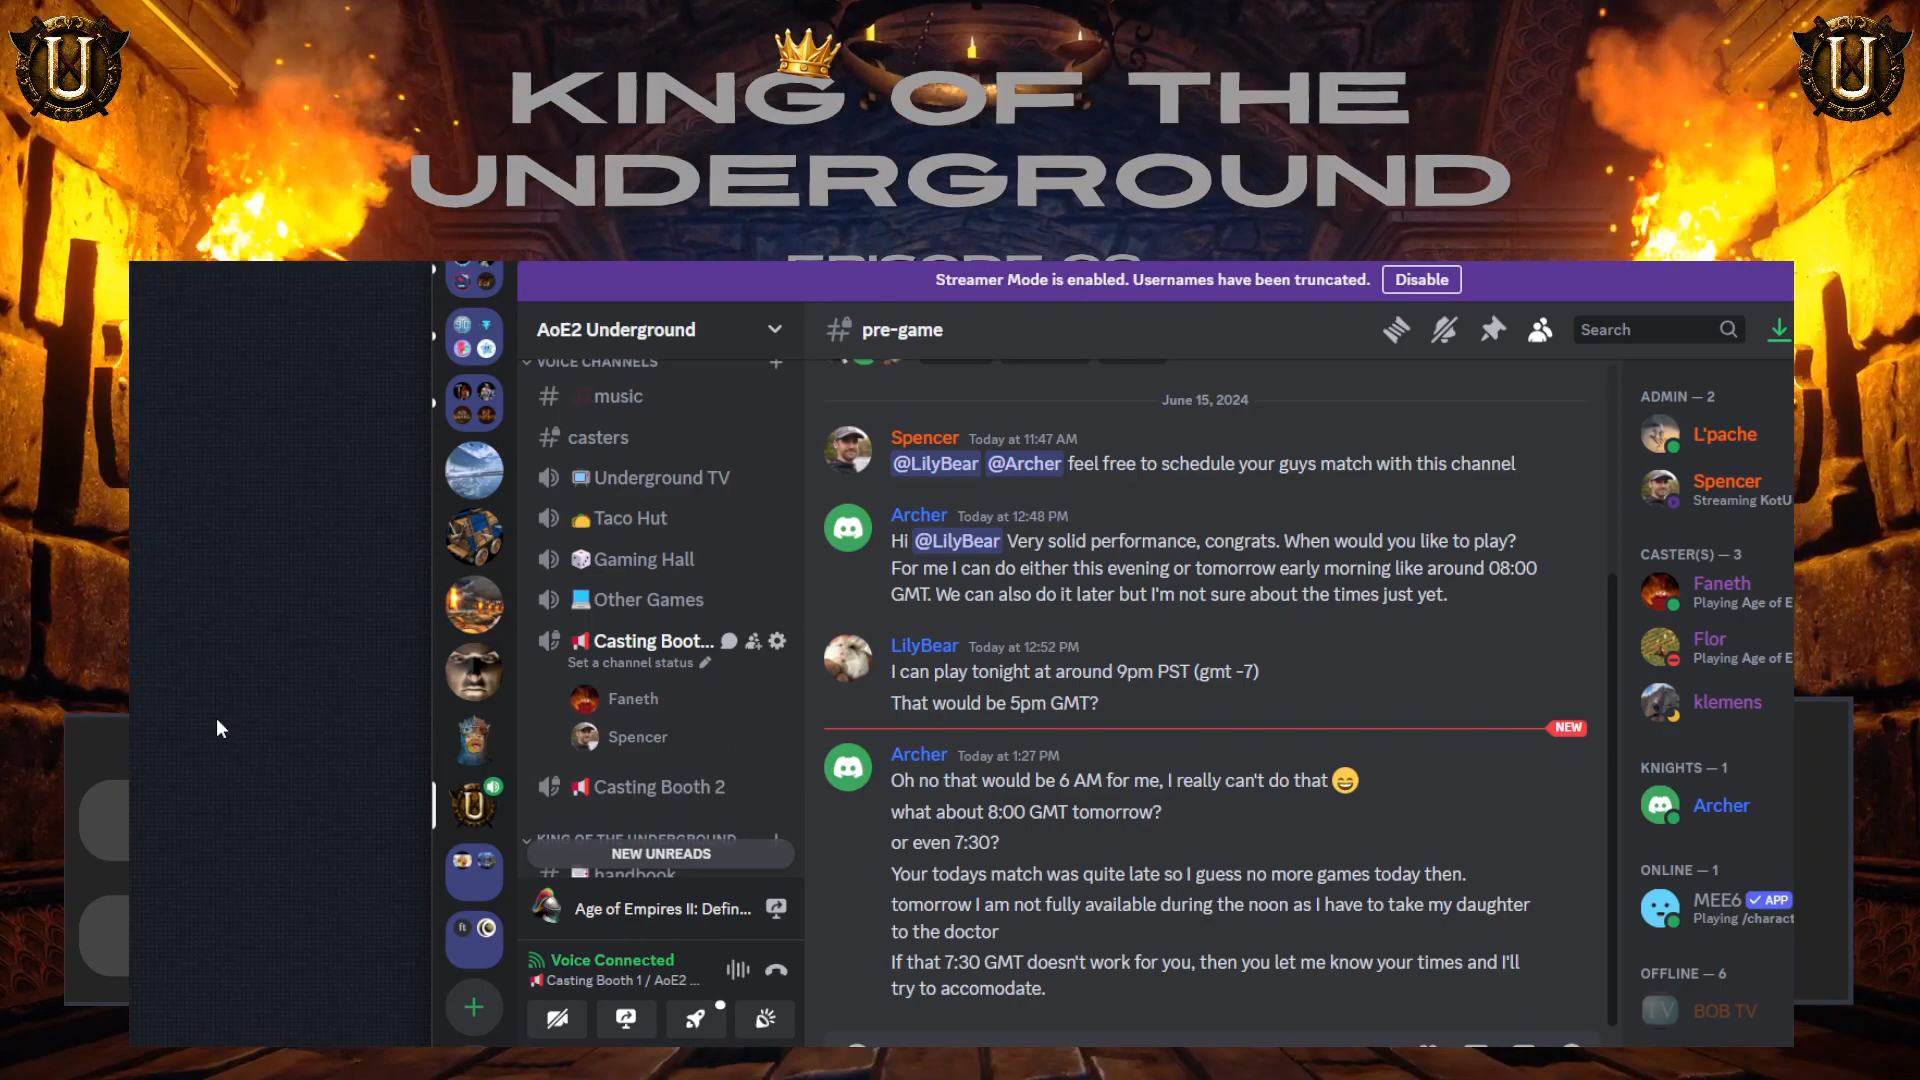 U
U
KING OF THE
UNDERGROUND
Streamer Mode is enabled. Usernames have been truncated.
Disable
AoE2 Underground
VOICE CHANNELS
music
casters
Underground TV
Taco Hut
Gaming Hall
Other Games
Casting Boot...
Set a channel status
Faneth
Spencer
Casting Booth 2
KING OF THE UNDERGROUND
NEW UNREADS
handbook
Age of Empires II: Defin...
Voice Connected
Casting Booth 1 / AoE2 ...
# pre-game
Search
June 15, 2024
Spencer Today at 11:47 AM
@LilyBear @Archer feel free to schedule your guys match with this channel
Archer Today at 12:48 PM
Hi @LilyBear Very solid performance, congrats. When would you like to play?
For me I can do either this evening or tomorrow early morning like around 08:00
GMT. We can also do it later but I'm not sure about the times just yet.
LilyBear Today at 12:52 PM
I can play tonight at around 9pm PST (gmt -7)
That would be 5pm GMT?
NEW
Archer Today at 1:27 PM
Oh no that would be 6 AM for me, I really can't do that 😄
what about 8:00 GMT tomorrow?
or even 7:30?
Your todays match was quite late so I guess no more games today then.
tomorrow I am not fully available during the noon as I have to take my daughter
to the doctor
If that 7:30 GMT doesn't work for you, then you let me know your times and I'll
try to accomodate.
ADMIN — 2
L'pache
Spencer
Streaming KotU
CASTER(S) — 3
Faneth
Playing Age of E
Flor
Playing Age of E
klemens
KNIGHTS — 1
Archer
ONLINE — 1
MEE6 ✓ APP
Playing /charact
OFFLINE — 6
TV
BOB TV